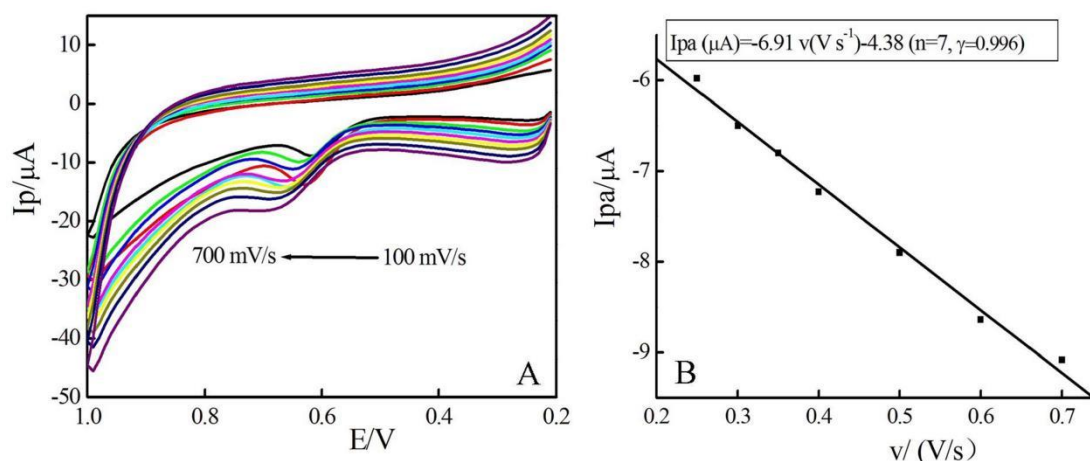 10
0
-10
-20
-30
-40
-50
Ip/μA
700 mV/s
100 mV/s
A
1.0
0.8
0.6
0.4
0.2
E/V
Ipa (μA)=-6.91 v(V s⁻¹)-4.38 (n=7, γ=0.996)
-6
-7
-8
-9
Ipa/μA
B
0.2
0.3
0.4
0.5
0.6
0.7
v/ (V/s)